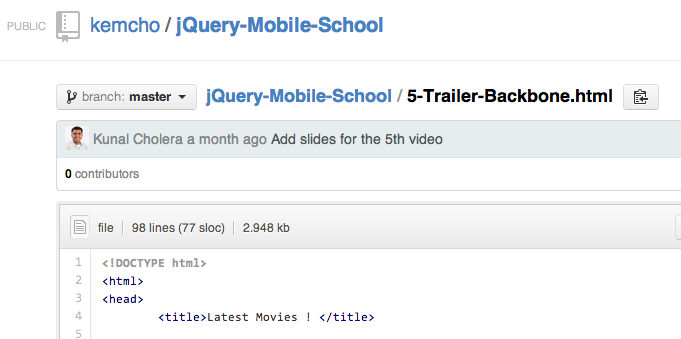 PUBLIC kemcho / jQuery-Mobile-School
branch: master jQuery-Mobile-School / 5-Trailer-Backbone.html
Kunal Cholera a month ago Add slides for the 5th video
0 contributors
file 98 lines (77 sloc) 2.948 kb
1 <!DOCTYPE html>
2 <html>
3 <head>
4 <title>Latest Movies ! </title>
5